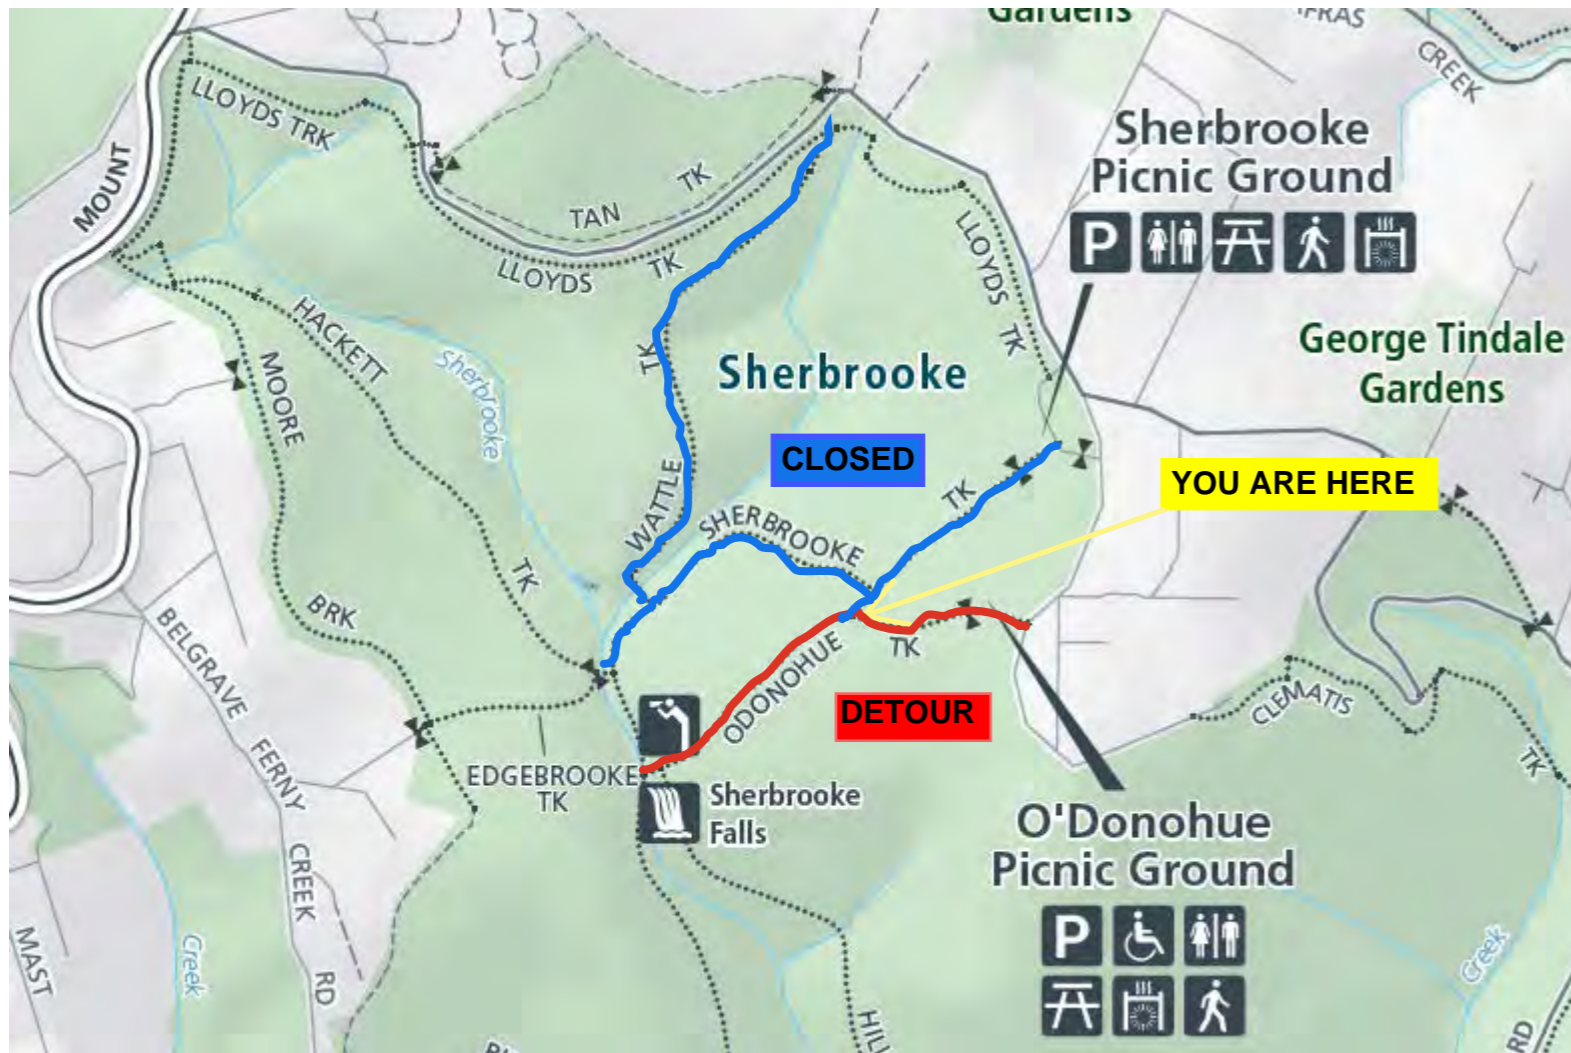 Gardens
IFRAS
CREEK
LLOYDS TRK
MOUNT
Sherbrooke
Picnic Ground
P
TAN
TK
LLOYDS
TK
LLOYDS
TK
HACKETT
TK
MOORE
BRK
Sherbrooke
TK
WATTLE
Sherbrooke
CLOSED
George Tindale
Gardens
YOU ARE HERE
TK
SHERBROOKE
ODONOHUE
TK
DETOUR
BELGRAVE
FERNY
CREEK
RD
EDGEBROOKE
TK
Sherbrooke
Falls
CLEMATIS
TK
O'Donohue
Picnic Ground
P
MAST
Creek
Creek
RD